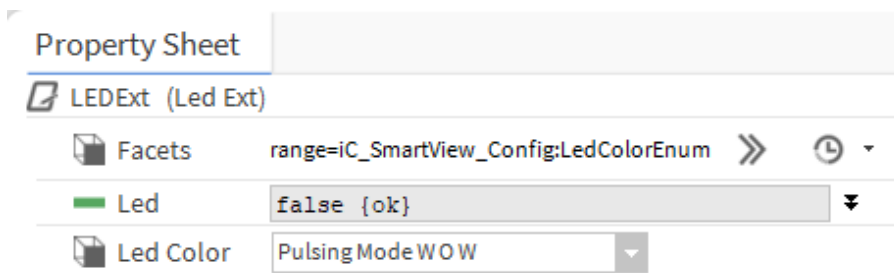 Property Sheet
LEDExt (Led Ext)
Facets range=iC_SmartView_Config:LedColorEnum
Led false {ok}
Led Color Pulsing Mode W O W